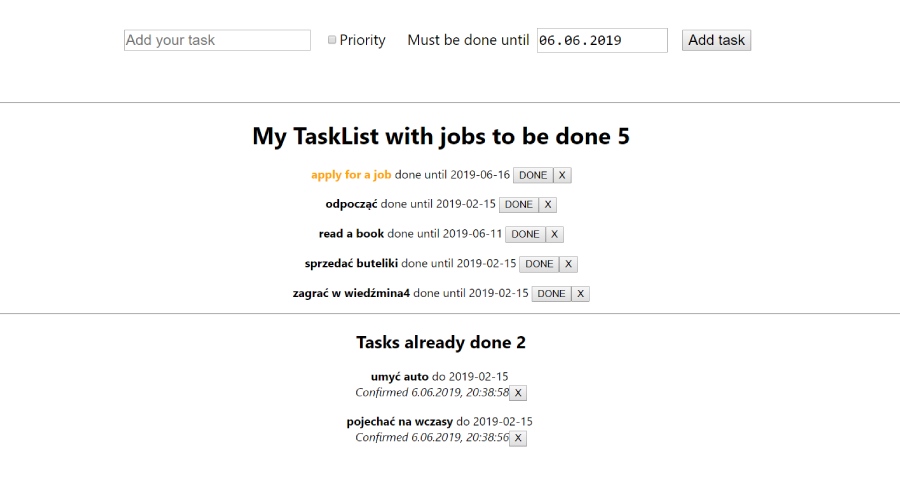 Add your task Priority Must be done until 06.06.2019 Add task
My TaskList with jobs to be done 5
apply for a job done until 2019-06-16 DONE X
odpocząć done until 2019-02-15 DONE X
read a book done until 2019-06-11 DONE X
sprzedać buteliki done until 2019-02-15 DONE X
zagrać w wiedźmina4 done until 2019-02-15 DONE X
Tasks already done 2
umyć auto do 2019-02-15
Confirmed 6.06.2019, 20:38:58 X
pojechać na wczasy do 2019-02-15
Confirmed 6.06.2019, 20:38:56 X